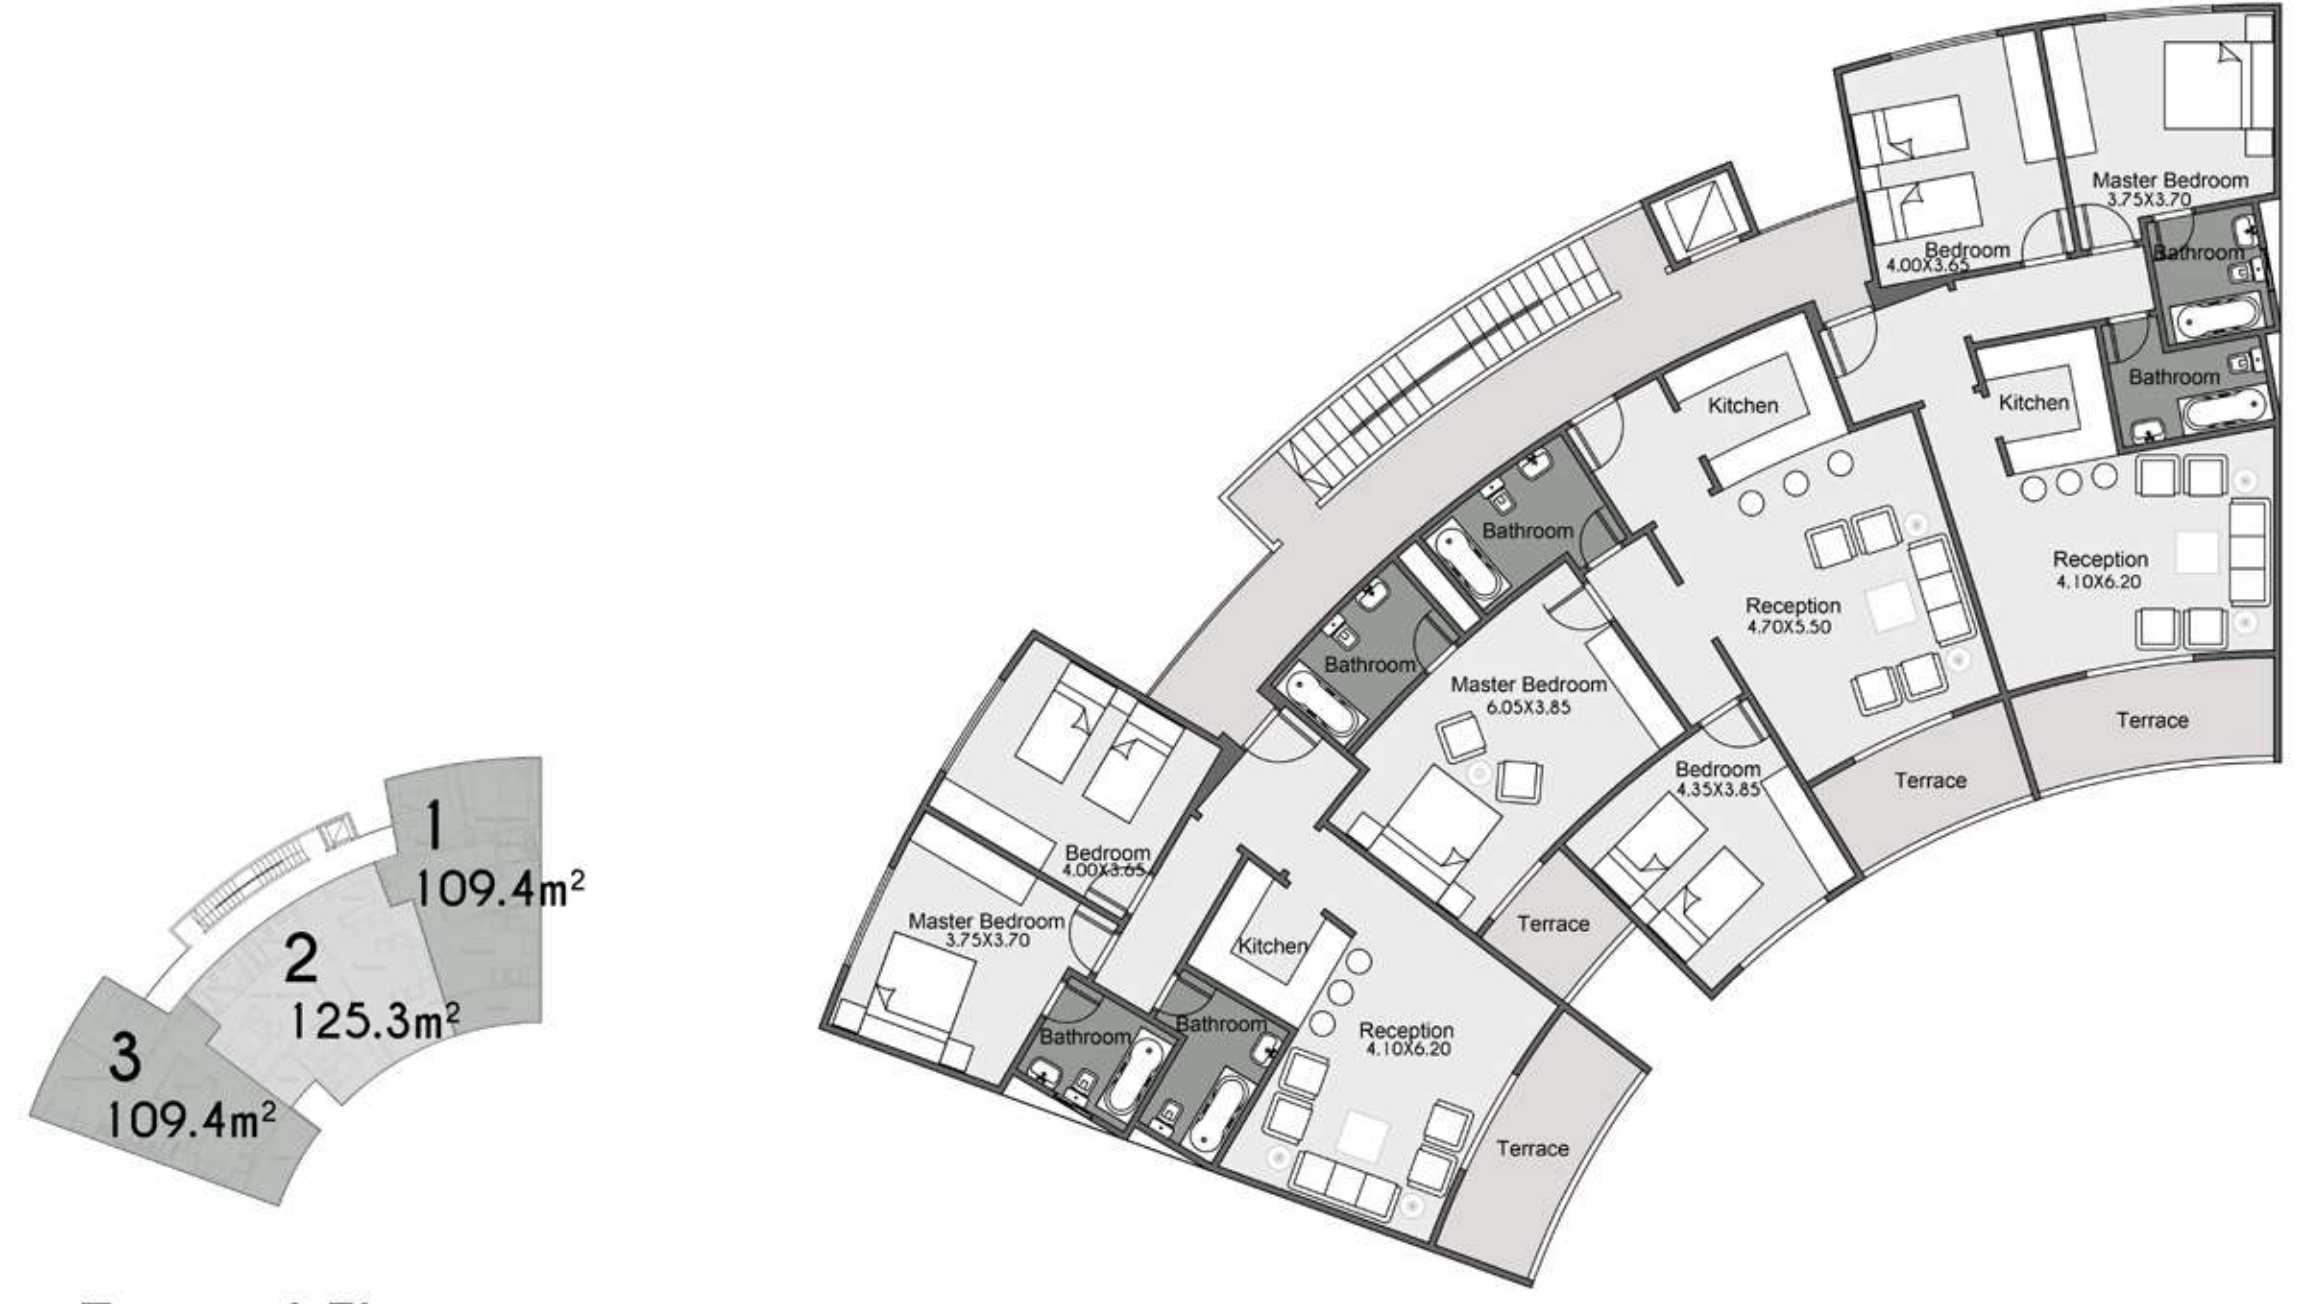 Master Bedroom
3.75X3.70
Bedroom
4.00X3.65
Bathroom
Kitchen
Bathroom
Kitchen
Bathroom
Reception
4.10X6.20
Reception
4.70X5.50
Bathroom
Master Bedroom
6.05X3.85
Terrace
Bedroom
4.35X3.85
Terrace
Bedroom
4.00X3.65
Master Bedroom
3.75X3.70
Terrace
Kitchen
Bathroom
Bathroom
Reception
4.10X6.20
Terrace
1
109.4m²
2
125.3m²
3
109.4m²